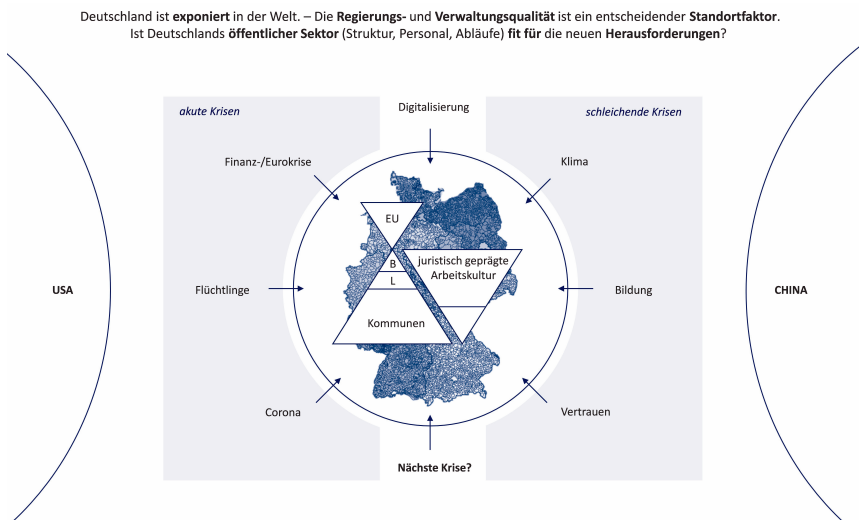 Deutschland ist exponiert in der Welt. – Die Regierungs- und Verwaltungsqualität ist ein entscheidender Standortfaktor.
Ist Deutschlands öffentlicher Sektor (Struktur, Personal, Abläufe) fit für die neuen Herausforderungen?
akute Krisen
Digitalisierung
schleichende Krisen
Finanz-/Eurokrise
Klima
EU
B
juristisch geprägte
Arbeitskultur
L
USA
Flüchtlinge
Bildung
CHINA
Kommunen
Corona
Vertrauen
Nächste Krise?